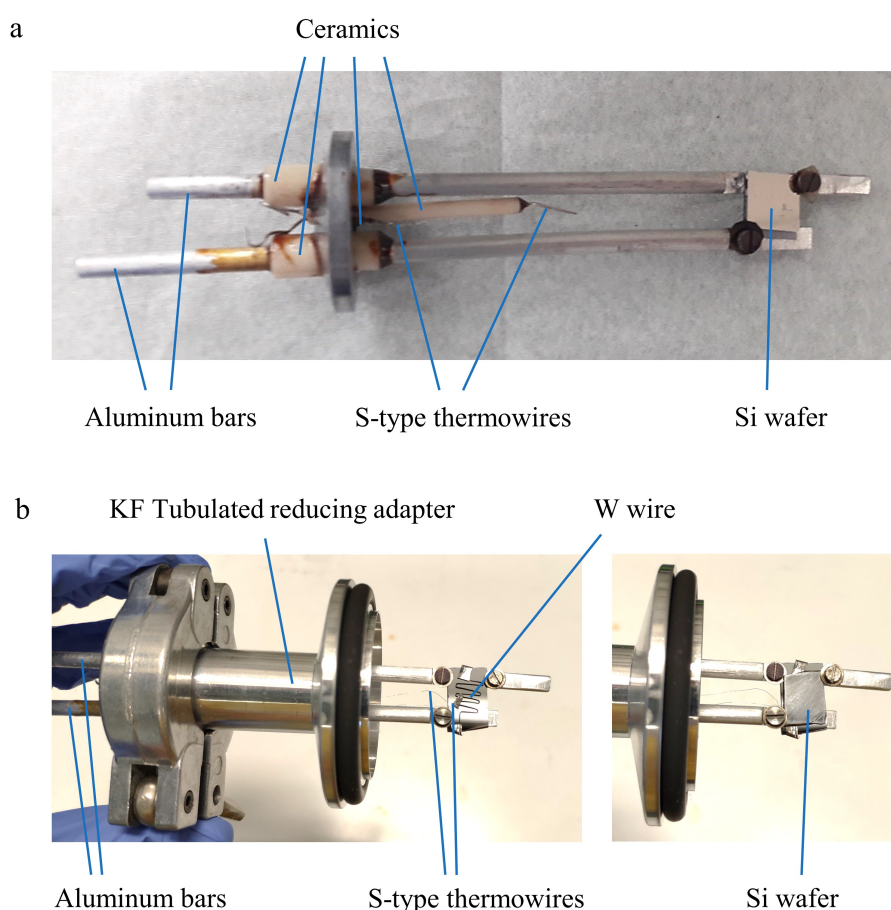 a
Ceramics
Aluminum bars
S-type thermowires
Si wafer
b
KF Tubulated reducing adapter
W wire
Aluminum bars
S-type thermowires
Si wafer